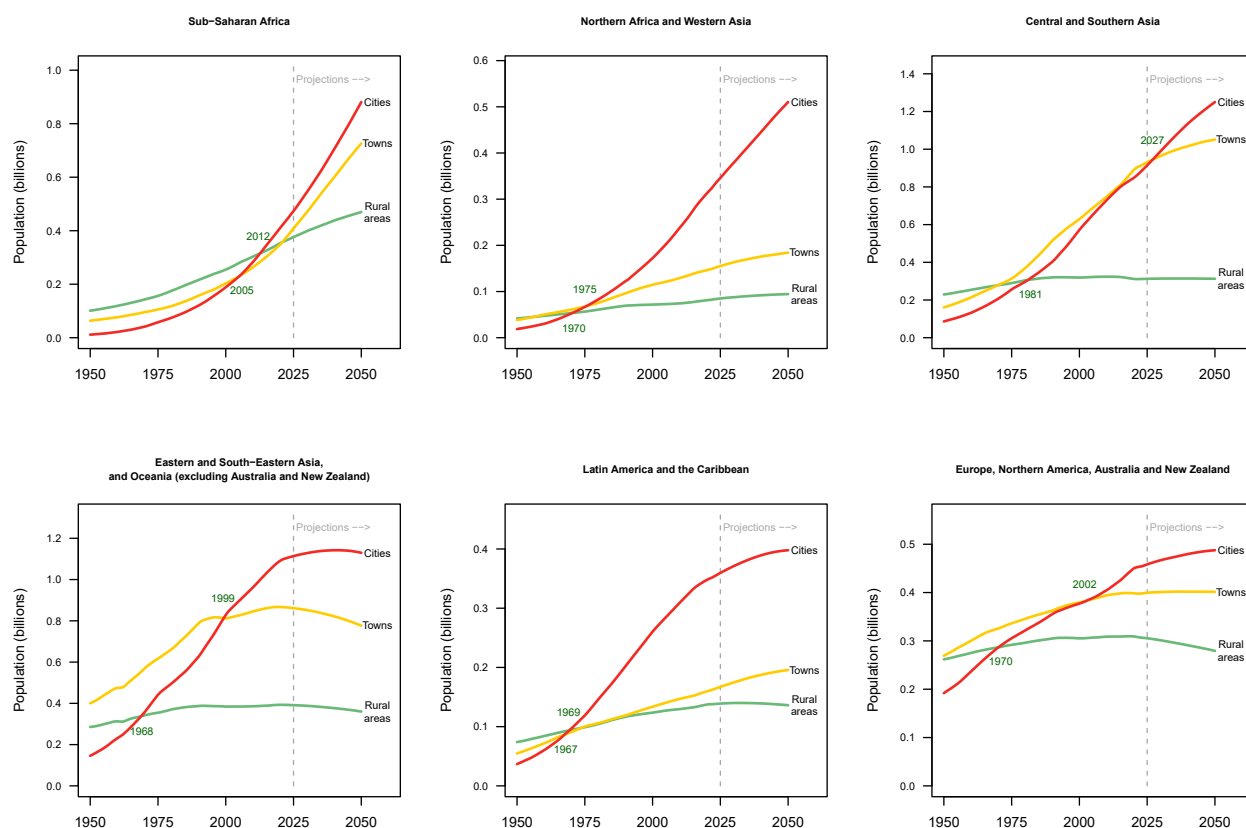 Sub−Saharan Africa
Population (billions)
1.0
0.8
0.6
0.4
0.2
0.0
Projections −−>
Cities
Towns
Rural
areas
2012
2005
1950 1975 2000 2025 2050
Northern Africa and Western Asia
Population (billions)
0.6
0.5
0.4
0.3
0.2
0.1
0.0
Projections −−>
Cities
Towns
Rural
areas
1975
1970
1950 1975 2000 2025 2050
Central and Southern Asia
Population (billions)
1.4
1.2
1.0
0.8
0.6
0.4
0.2
0.0
Projections −−>
Cities
2027
Towns
Rural
areas
1981
1950 1975 2000 2025 2050
Eastern and South−Eastern Asia,
and Oceania (excluding Australia and New Zealand)
Population (billions)
1.2
1.0
0.8
0.6
0.4
0.2
0.0
Projections −−>
Cities
1999
Towns
Rural
areas
1968
1950 1975 2000 2025 2050
Latin America and the Caribbean
Population (billions)
0.4
0.3
0.2
0.1
0.0
Projections −−>
Cities
Towns
Rural
areas
1969
1967
1950 1975 2000 2025 2050
Europe, Northern America, Australia and New Zealand
Population (billions)
0.5
0.4
0.3
0.2
0.1
0.0
Projections −−>
Cities
2002
Towns
Rural
areas
1970
1950 1975 2000 2025 2050